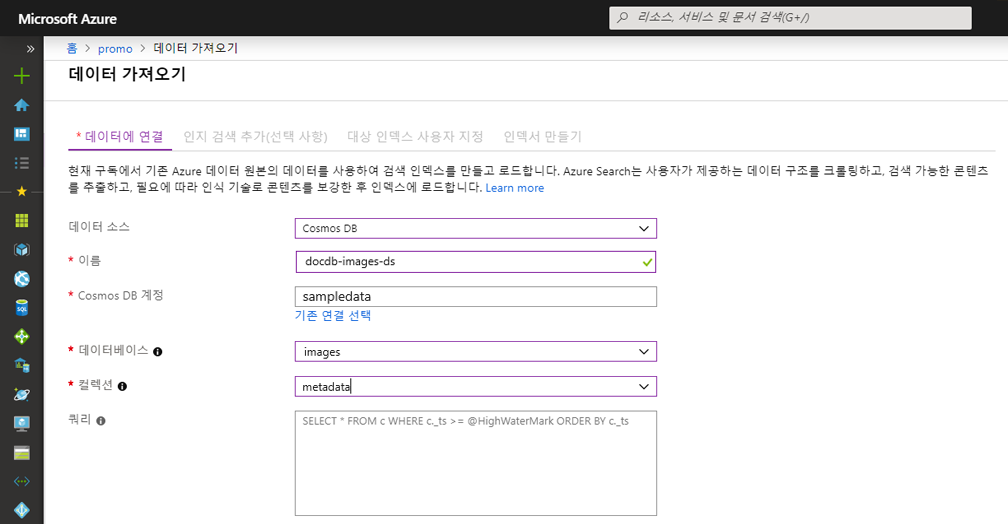 Microsoft Azure
리소스, 서비스 및 문서 검색(G+/)
홈 > promo > 데이터 가져오기
데이터 가져오기
* 데이터에 연결 인지 검색 추가(선택 사항) 대상 인덱스 사용자 지정 인덱서 만들기
현재 구독에서 기존 Azure 데이터 원본의 데이터를 사용하여 검색 인덱스를 만들고 로드합니다. Azure Search는 사용자가 제공하는 데이터 구조를 크롤링하고, 검색 가능한 콘텐츠
를 추출하고, 필요에 따라 인식 기술로 콘텐츠를 보강한 후 인덱스에 로드합니다. Learn more
데이터 소스 Cosmos DB
* 이름 docdb-images-ds
* Cosmos DB 계정 sampledata
기존 연결 선택
* 데이터베이스 images
* 컬렉션 metadata
쿼리 SELECT * FROM c WHERE c._ts >= @HighWaterMark ORDER BY c._ts
SQL